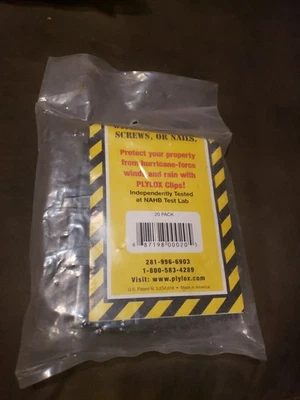 SCREWS, OR NAILS.
Protect your property
from hurricane-force
winds and rain with
PLYLOX Clips!
Independently Tested
at NAHB Test Lab
20 PACK
281-996-6903
1-800-583-4289
Visit: www.plylox.com
Made in America